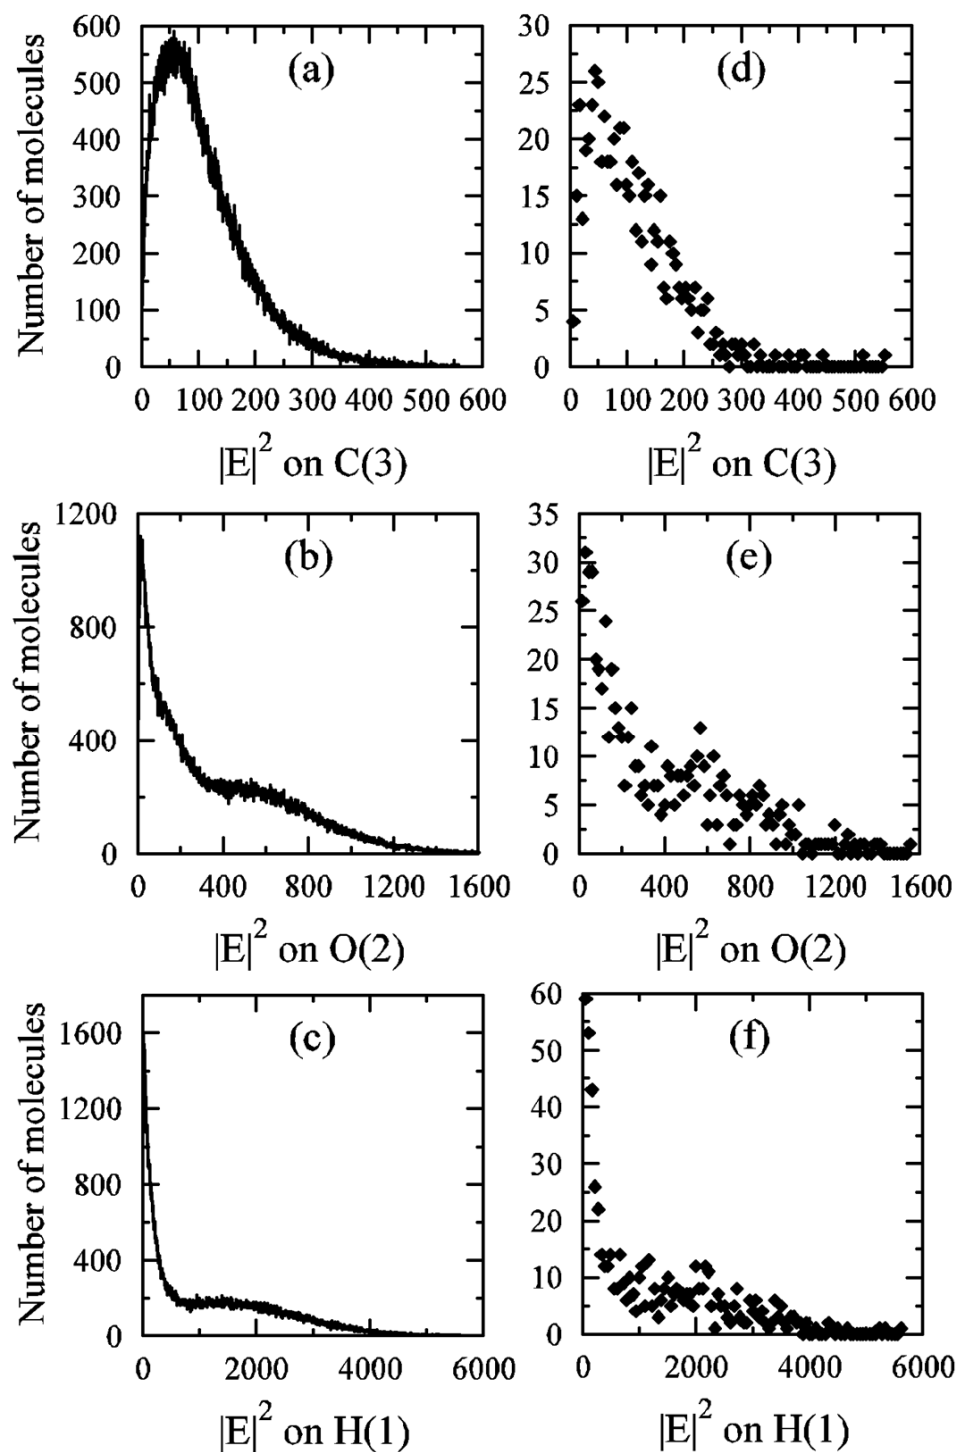 (a)
Number of molecules
600
500
400
300
200
100
0
0 100 200 300 400 500 600
|E|² on C(3)
(d)
30
25
20
15
10
5
0
0 100 200 300 400 500 600
|E|² on C(3)
(b)
Number of molecules
1200
800
400
0
0 400 800 1200 1600
|E|² on O(2)
(e)
35
30
25
20
15
10
5
0
0 400 800 1200 1600
|E|² on O(2)
(c)
Number of molecules
1600
1200
800
400
0
0 2000 4000 6000
|E|² on H(1)
(f)
60
50
40
30
20
10
0
0 2000 4000 6000
|E|² on H(1)